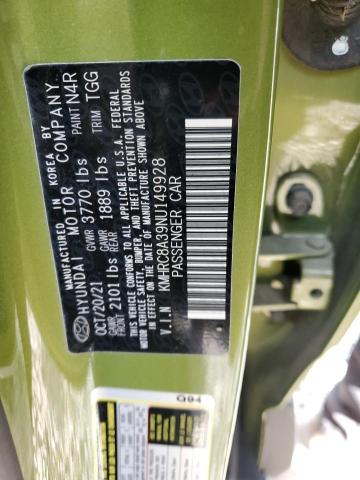 MANUFACTURED IN KOREA BY
HYUNDAI MOTOR COMPANY
OCT/20/21 GVWR 3770 lbs PAINT N4R
GAWR FRONT 2101 lbs GAWR REAR 1889 lbs TRIM TGG
THIS VEHICLE CONFORMS TO ALL APPLICABLE U.S.A. FEDERAL
MOTOR VEHICLE SAFETY, BUMPER, AND THEFT PREVENTION STANDARDS
IN EFFECT ON THE DATE OF MANUFACTURE SHOWN ABOVE.
KMHRC8A39NU149928
V.I.N PASSENGER CAR
Q94